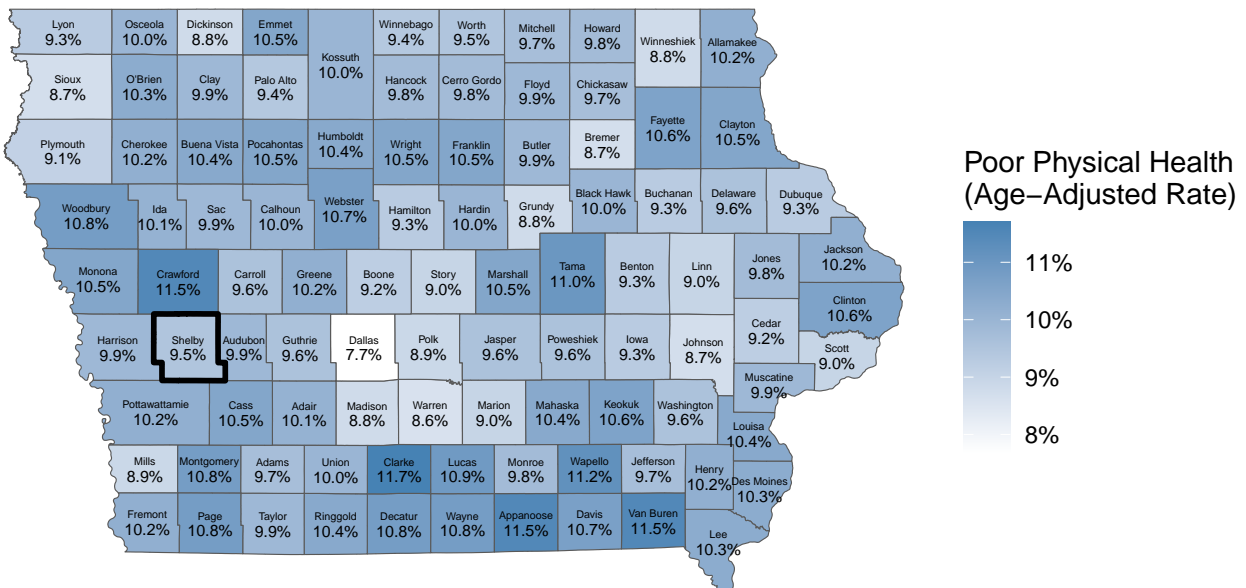 Lyon
9.3%
Osceola
10.0%
Dickinson
8.8%
Emmet
10.5%
Kossuth
10.0%
Winnebago
9.4%
Worth
9.5%
Mitchell
9.7%
Howard
9.8%
Winneshiek
8.8%
Allamakee
10.2%
Sioux
8.7%
O'Brien
10.3%
Clay
9.9%
Palo Alto
9.4%
Hancock
9.8%
Cerro Gordo
9.8%
Floyd
9.9%
Chickasaw
9.7%
Fayette
10.6%
Clayton
10.5%
Plymouth
9.1%
Cherokee
10.2%
Buena Vista
10.4%
Pocahontas
10.5%
Humboldt
10.4%
Wright
10.5%
Franklin
10.5%
Butler
9.9%
Bremer
8.7%
Woodbury
10.8%
Ida
10.1%
Sac
9.9%
Calhoun
10.0%
Webster
10.7%
Hamilton
9.3%
Hardin
10.0%
Grundy
8.8%
Black Hawk
10.0%
Buchanan
9.3%
Delaware
9.6%
Dubuque
9.3%
Monona
10.5%
Crawford
11.5%
Carroll
9.6%
Greene
10.2%
Boone
9.2%
Story
9.0%
Marshall
10.5%
Tama
11.0%
Benton
9.3%
Linn
9.0%
Jones
9.8%
Jackson
10.2%
Clinton
10.6%
Harrison
9.9%
Shelby
9.5%
Audubon
9.9%
Guthrie
9.6%
Dallas
7.7%
Polk
8.9%
Jasper
9.6%
Poweshiek
9.6%
Iowa
9.3%
Johnson
8.7%
Cedar
9.2%
Scott
9.0%
Muscatine
9.9%
Pottawattamie
10.2%
Cass
10.5%
Adair
10.1%
Madison
8.8%
Warren
8.6%
Marion
9.0%
Mahaska
10.4%
Keokuk
10.6%
Washington
9.6%
Louisa
10.4%
Mills
8.9%
Montgomery
10.8%
Adams
9.7%
Union
10.0%
Clarke
11.7%
Lucas
10.9%
Monroe
9.8%
Wapello
11.2%
Jefferson
9.7%
Henry
10.2%
Des Moines
10.3%
Fremont
10.2%
Page
10.8%
Taylor
9.9%
Ringgold
10.4%
Decatur
10.8%
Wayne
10.8%
Appanoose
11.5%
Davis
10.7%
Van Buren
11.5%
Lee
10.3%
Poor Physical Health
(Age−Adjusted Rate)
11%
10%
9%
8%